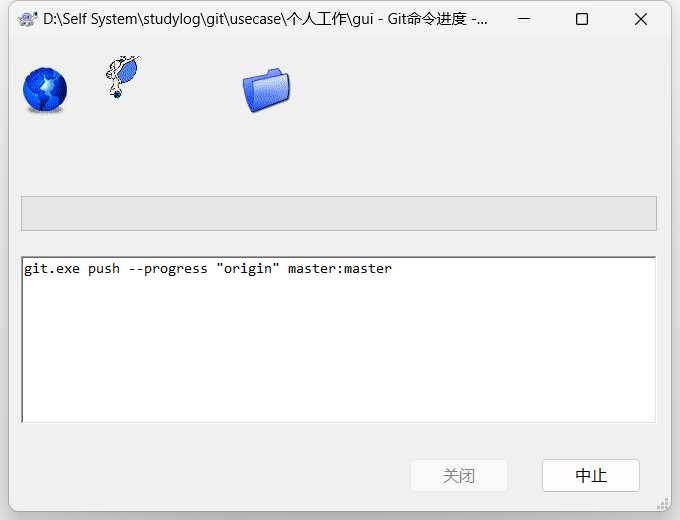 D:\Self System\studylog\git\usecase\个人工作\gui - Git命令进度 -...
git.exe push --progress "origin" master:master
关闭
中止